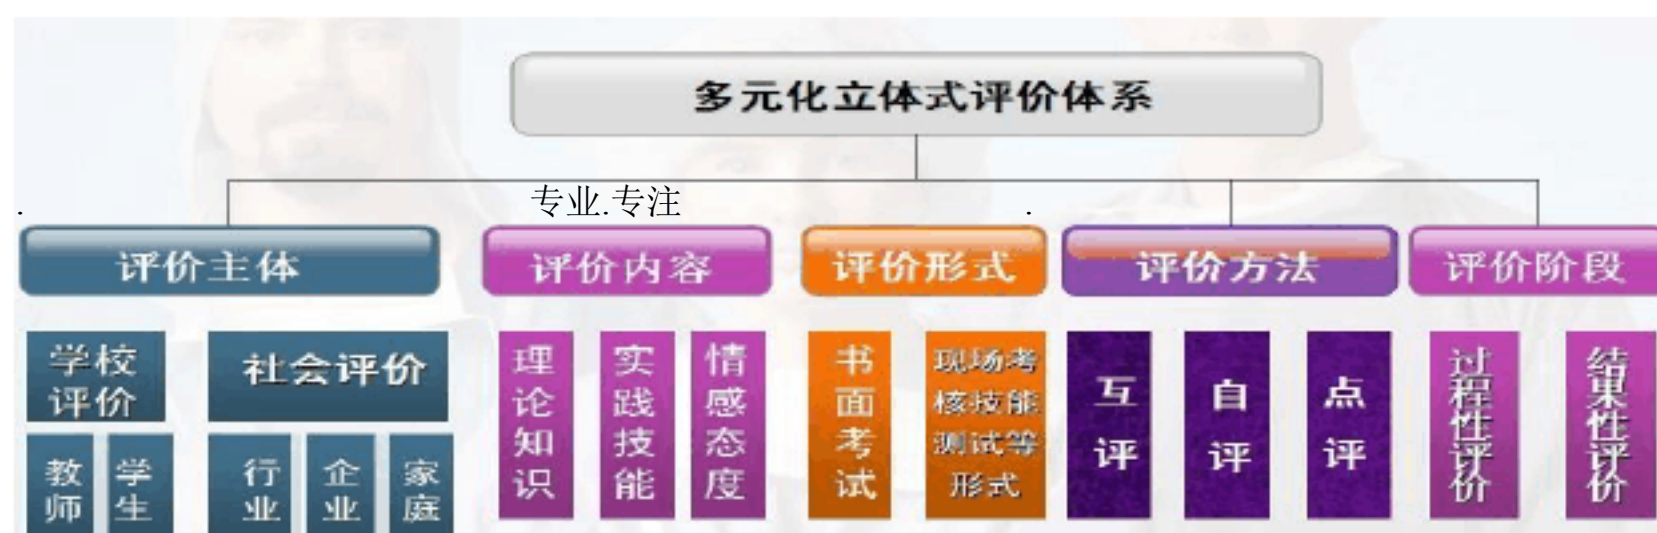 多元化立体式评价体系
. 专业.专注 .
评价主体
评价内容
评价形式
评价方法
评价阶段
学校
评价
社会评价
教师
学生
行业
企业
家庭
理论知识
实践技能
情感态度
书面考试
现场考
核技能
测试等
形式
互评
自评
点评
过程性评价
结果性评价